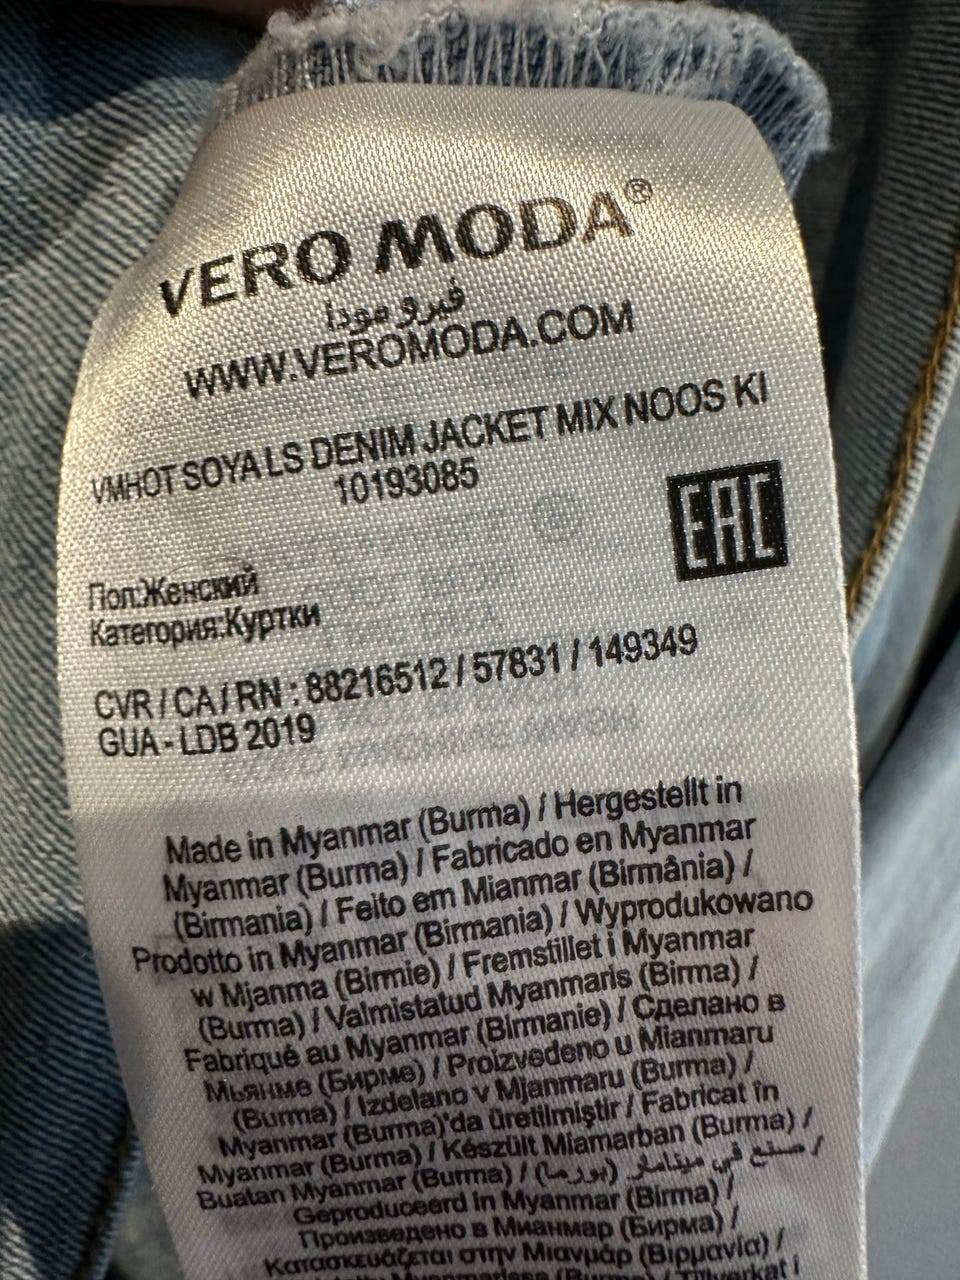 VERO MODA®
فيرو مودا
WWW.VEROMODA.COM
VMHOT SOYA LS DENIM JACKET MIX NOOS KI
10193085
EAC
Пол:Женский
Категория:Куртки
CVR / CA / RN : 88216512 / 57831 / 149349
GUA - LDB 2019
Made in Myanmar (Burma) / Hergestellt in
Myanmar (Burma) / Fabricado en Myanmar
(Birmania) / Feito em Mianmar (Birmânia) /
Prodotto in Myanmar (Birmania) / Wyprodukowano
w Mjanma (Birmie) / Fremstillet i Myanmar
(Burma) / Valmistatud Myanmaris (Birma) /
Fabriqué au Myanmar (Birmanie) / Сделано в
Мьянме (Бирме) / Proizvedeno u Mianmaru
(Burma) / Izdelano v Mjanmaru (Burma) /
Myanmar (Burma)'da üretilmiştir / Fabricat în
Myanmar (Burma) / Készült Miamarban (Burma) /
Buatan Myanmar (Burma) / صنع في ميانمار (بورما) /
Geproduceerd in Myanmar (Birma) /
Произведено в Мианмар (Бирма) /
Κατασκευάζεται στην Μιανμάρ (Βιρμανία) /
(Burma) / Tillverkat i